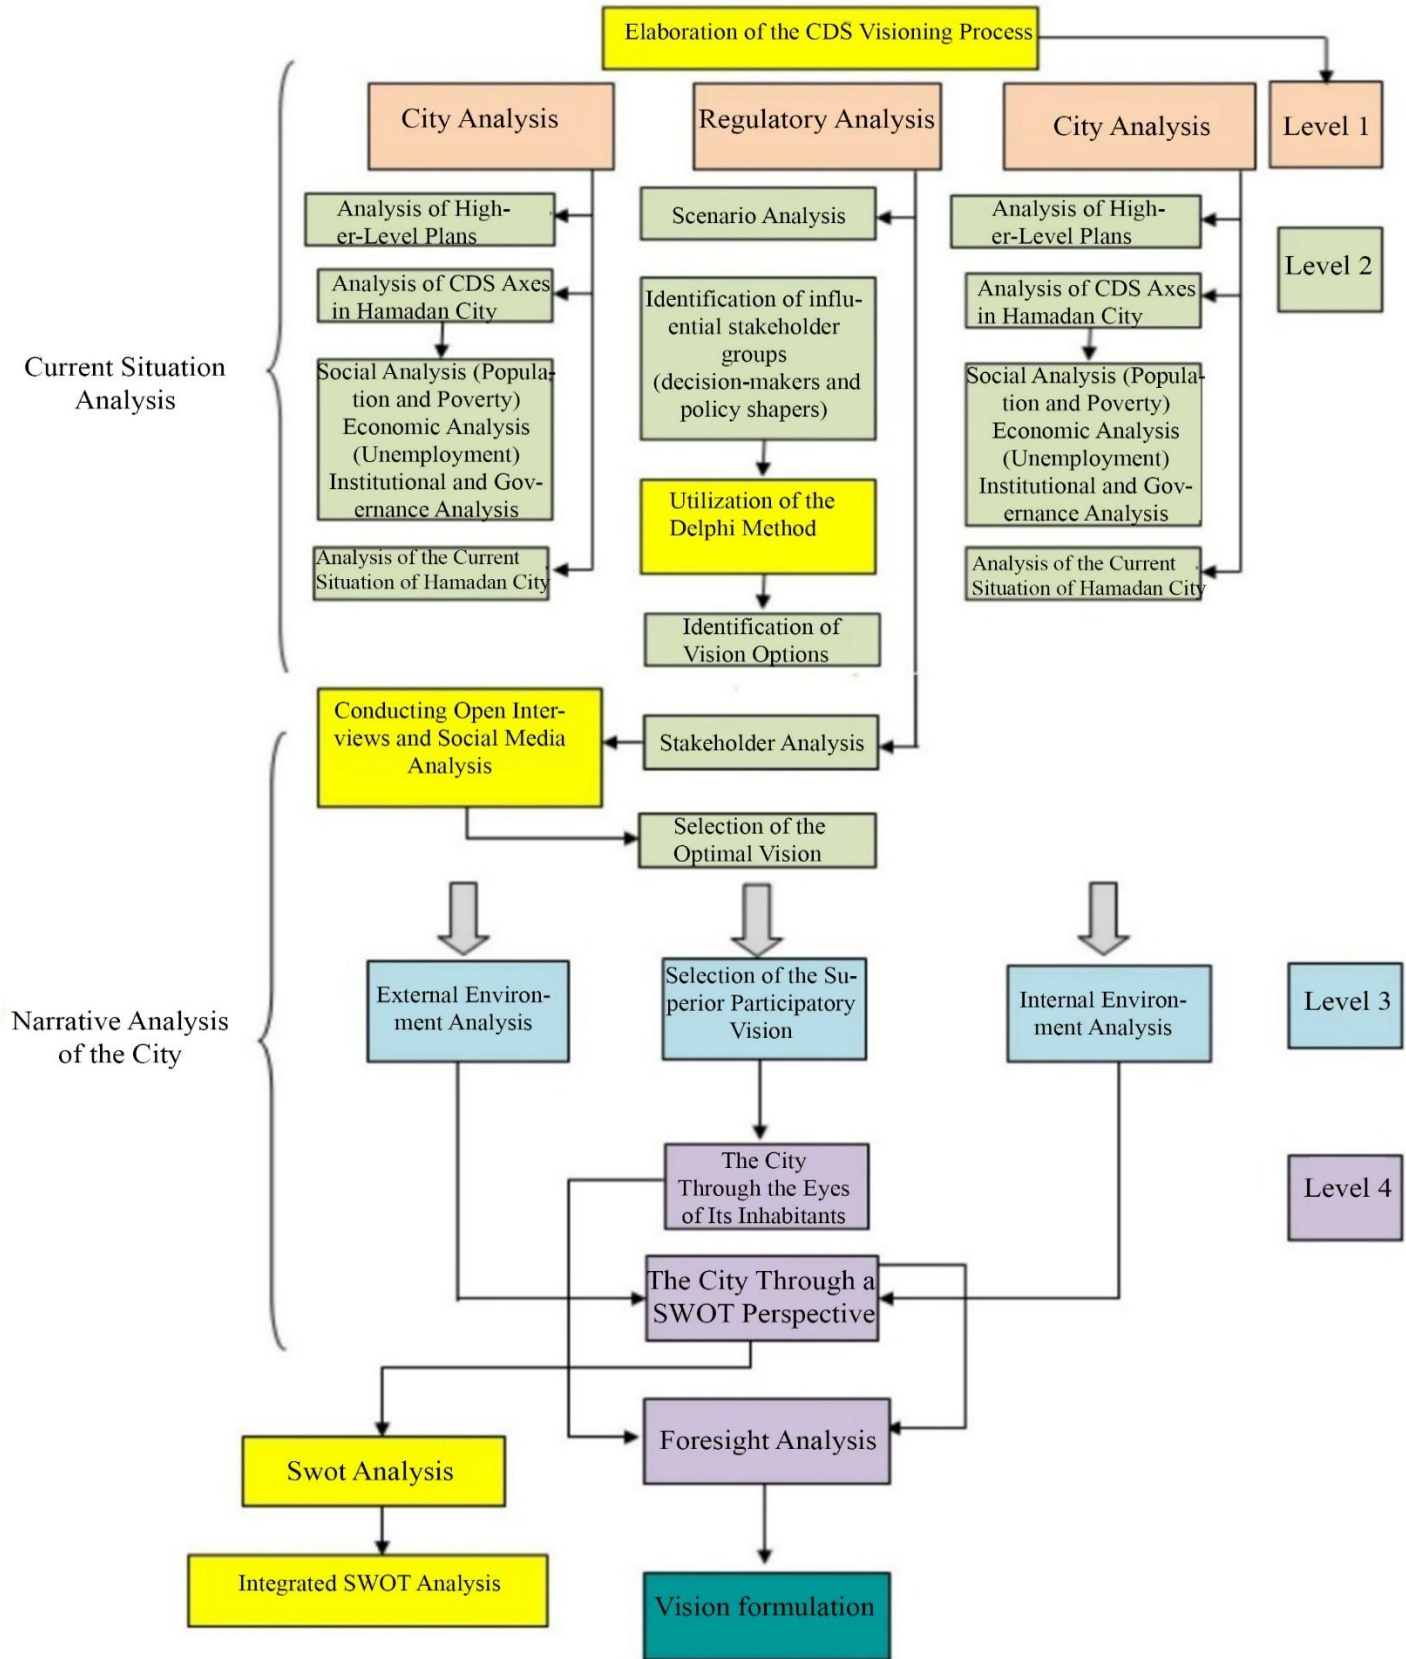 Elaboration of the CDS Visioning Process
City Analysis
Regulatory Analysis
City Analysis
Level 1
Analysis of High-
er-Level Plans
Scenario Analysis
Analysis of High-
er-Level Plans
Level 2
Analysis of CDS Axes
in Hamadan City
Identification of influ-
ential stakeholder
groups
(decision-makers and
policy shapers)
Analysis of CDS Axes
in Hamadan City
Current Situation
Analysis
Social Analysis (Popula-
tion and Poverty)
Economic Analysis
(Unemployment)
Institutional and Gov-
ernance Analysis
Utilization of the
Delphi Method
Social Analysis (Popula-
tion and Poverty)
Economic Analysis
(Unemployment)
Institutional and Gov-
ernance Analysis
Analysis of the Current
Situation of Hamadan City
Identification of
Vision Options
Analysis of the Current
Situation of Hamadan City
Conducting Open Inter-
views and Social Media
Analysis
Stakeholder Analysis
Selection of the
Optimal Vision
Narrative Analysis
of the City
External Environ-
ment Analysis
Selection of the Su-
perior Participatory
Vision
Internal Environ-
ment Analysis
Level 3
The City
Through the Eyes
of Its Inhabitants
Level 4
The City Through a
SWOT Perspective
Swot Analysis
Foresight Analysis
Integrated SWOT Analysis
Vision formulation